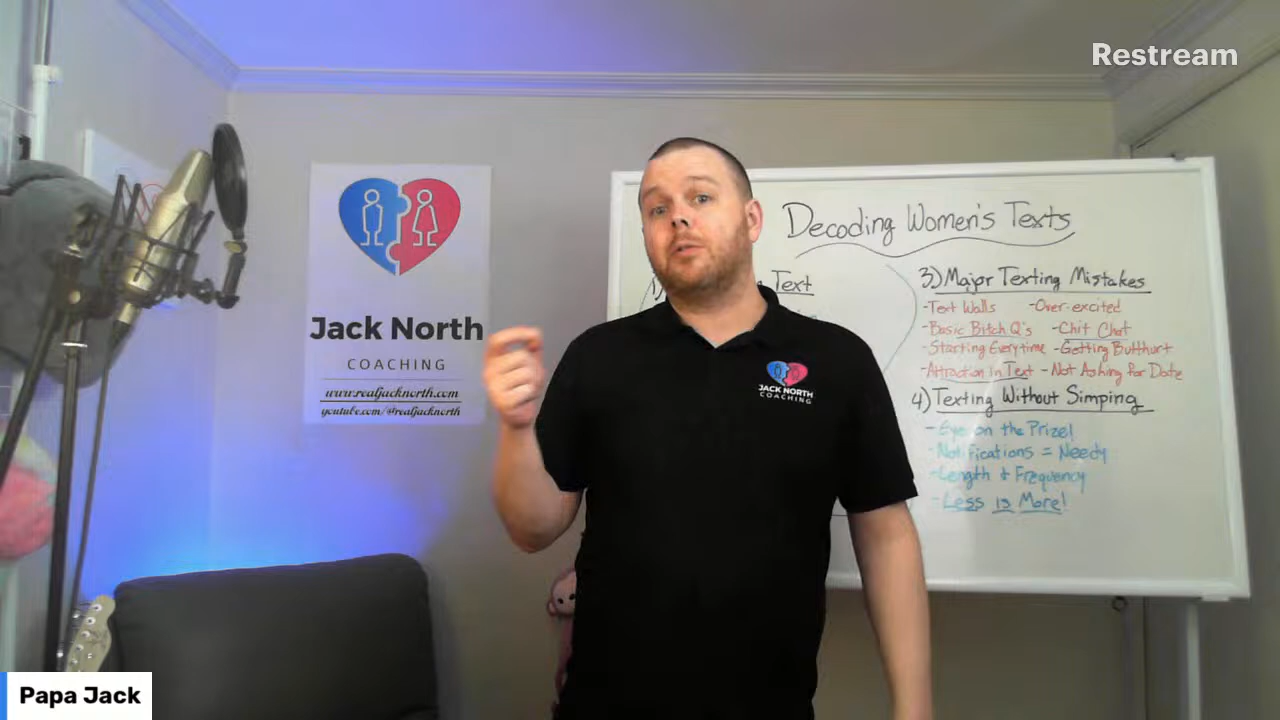 Restream
Decoding Women's Texts
Jack North
COACHING
www.realjacknorth.com
youtube.com/@realjacknorth
1)
Text
3) Major Texting Mistakes
-Text Walls -Over-excited
-Basic Bitch Q's -Chit Chat
-Starting Everytime -Getting Butthurt
-Attraction in Text -Not Asking for Date
4) Texting Without Simping
-Eye on the Prize!
-Notifications = Needy
-Length & Frequency
-Less is More!
JACK NORTH
COACHING
Papa Jack